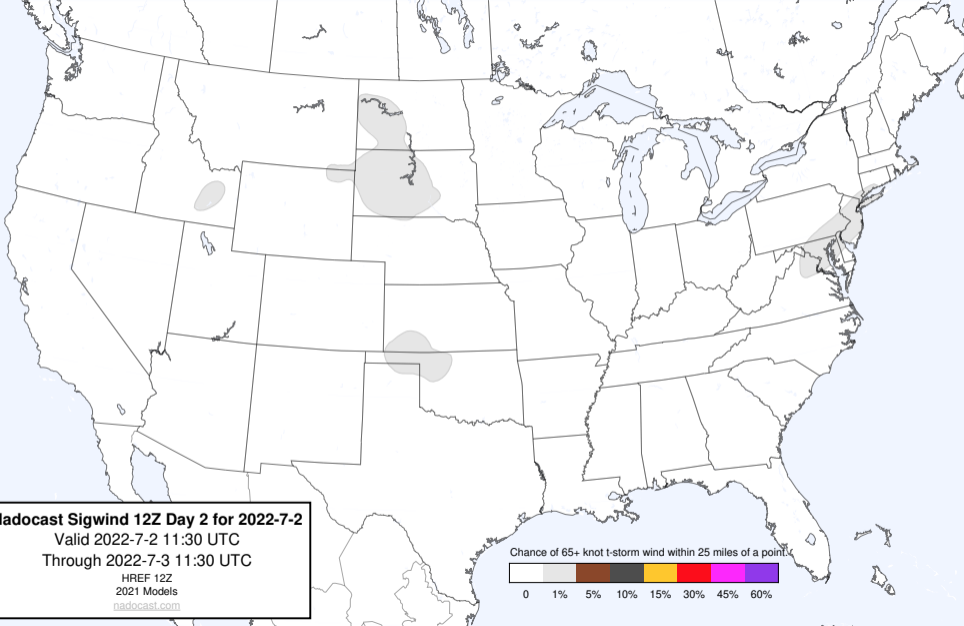 adocast Sigwind 12Z Day 2 for 2022-7-2
Valid 2022-7-2 11:30 UTC
Through 2022-7-3 11:30 UTC
HREF 12Z
2021 Models
nadocast.com
Chance of 65+ knot t-storm wind within 25 miles of a point.
0 1% 5% 10% 15% 30% 45% 60%